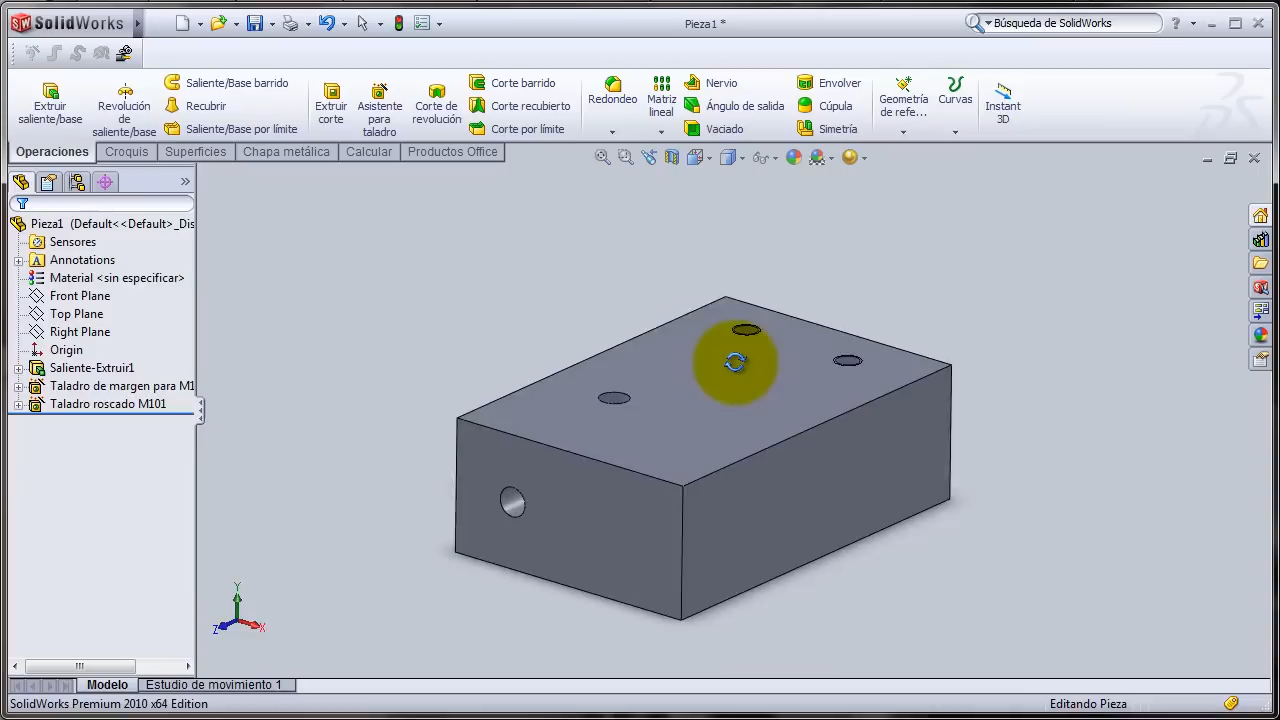 SolidWorks
Pieza1 *
Búsqueda de SolidWorks
?
Extruir
saliente/base
Revolución
de
saliente/base
Saliente/Base barrido
Recubrir
Saliente/Base por límite
Extruir
corte
Asistente
para
taladro
Corte de
revolución
Corte barrido
Corte recubierto
Corte por límite
Redondeo
Matriz
lineal
Nervio
Ángulo de salida
Vaciado
Envolver
Cúpula
Simetría
Geometría
de refe...
Curvas
Instant
3D
Operaciones
Croquis
Superficies
Chapa metálica
Calcular
Productos Office
Pieza1 (Default<<Default>_Dis
Sensores
Annotations
Material <sin especificar>
Front Plane
Top Plane
Right Plane
Origin
Saliente-Extruir1
Taladro de margen para M1
Taladro roscado M101
Y
Z
X
Modelo
Estudio de movimiento 1
SolidWorks Premium 2010 x64 Edition
Editando Pieza